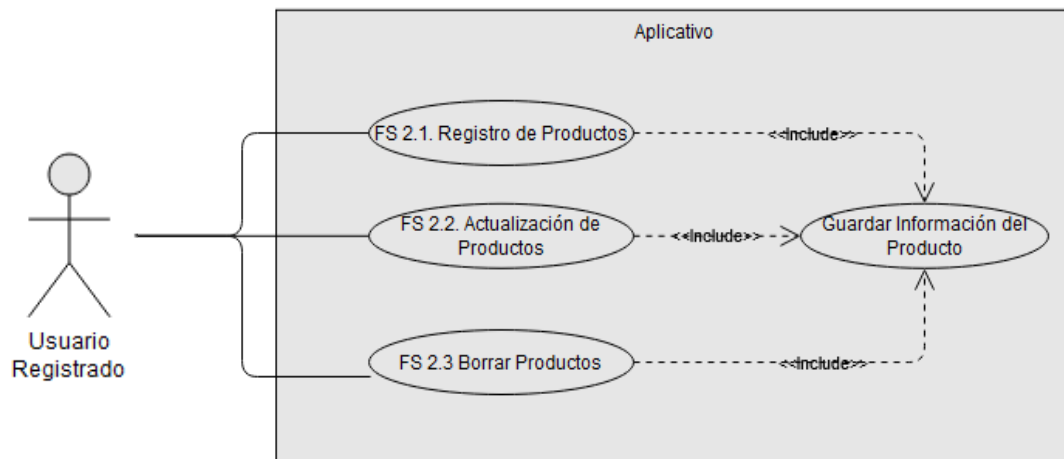 Aplicativo
FS 2.1. Registro de Productos
<<Include>>
FS 2.2. Actualización de
Productos
<<Include>>
Guardar Información del
Producto
FS 2.3 Borrar Productos
<<Include>>
Usuario
Registrado